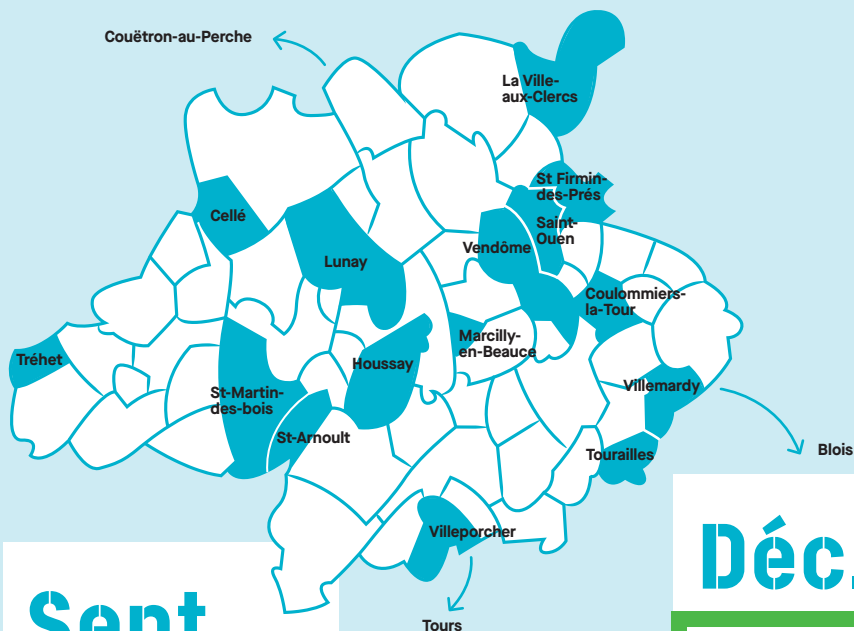 Couëtron-au-Perche
La Ville-
aux-Clercs
St Firmin-
des-Prés
Cellé
Saint-
Ouen
Vendôme
Lunay
Coulommiers-
la-Tour
Marcilly-
en-Beauce
Tréhet
Houssay
St-Martin-
des-bois
Villemardy
St-Arnoult
Blois
Tourailles
Villeporcher
Déc.
Sept
Tours